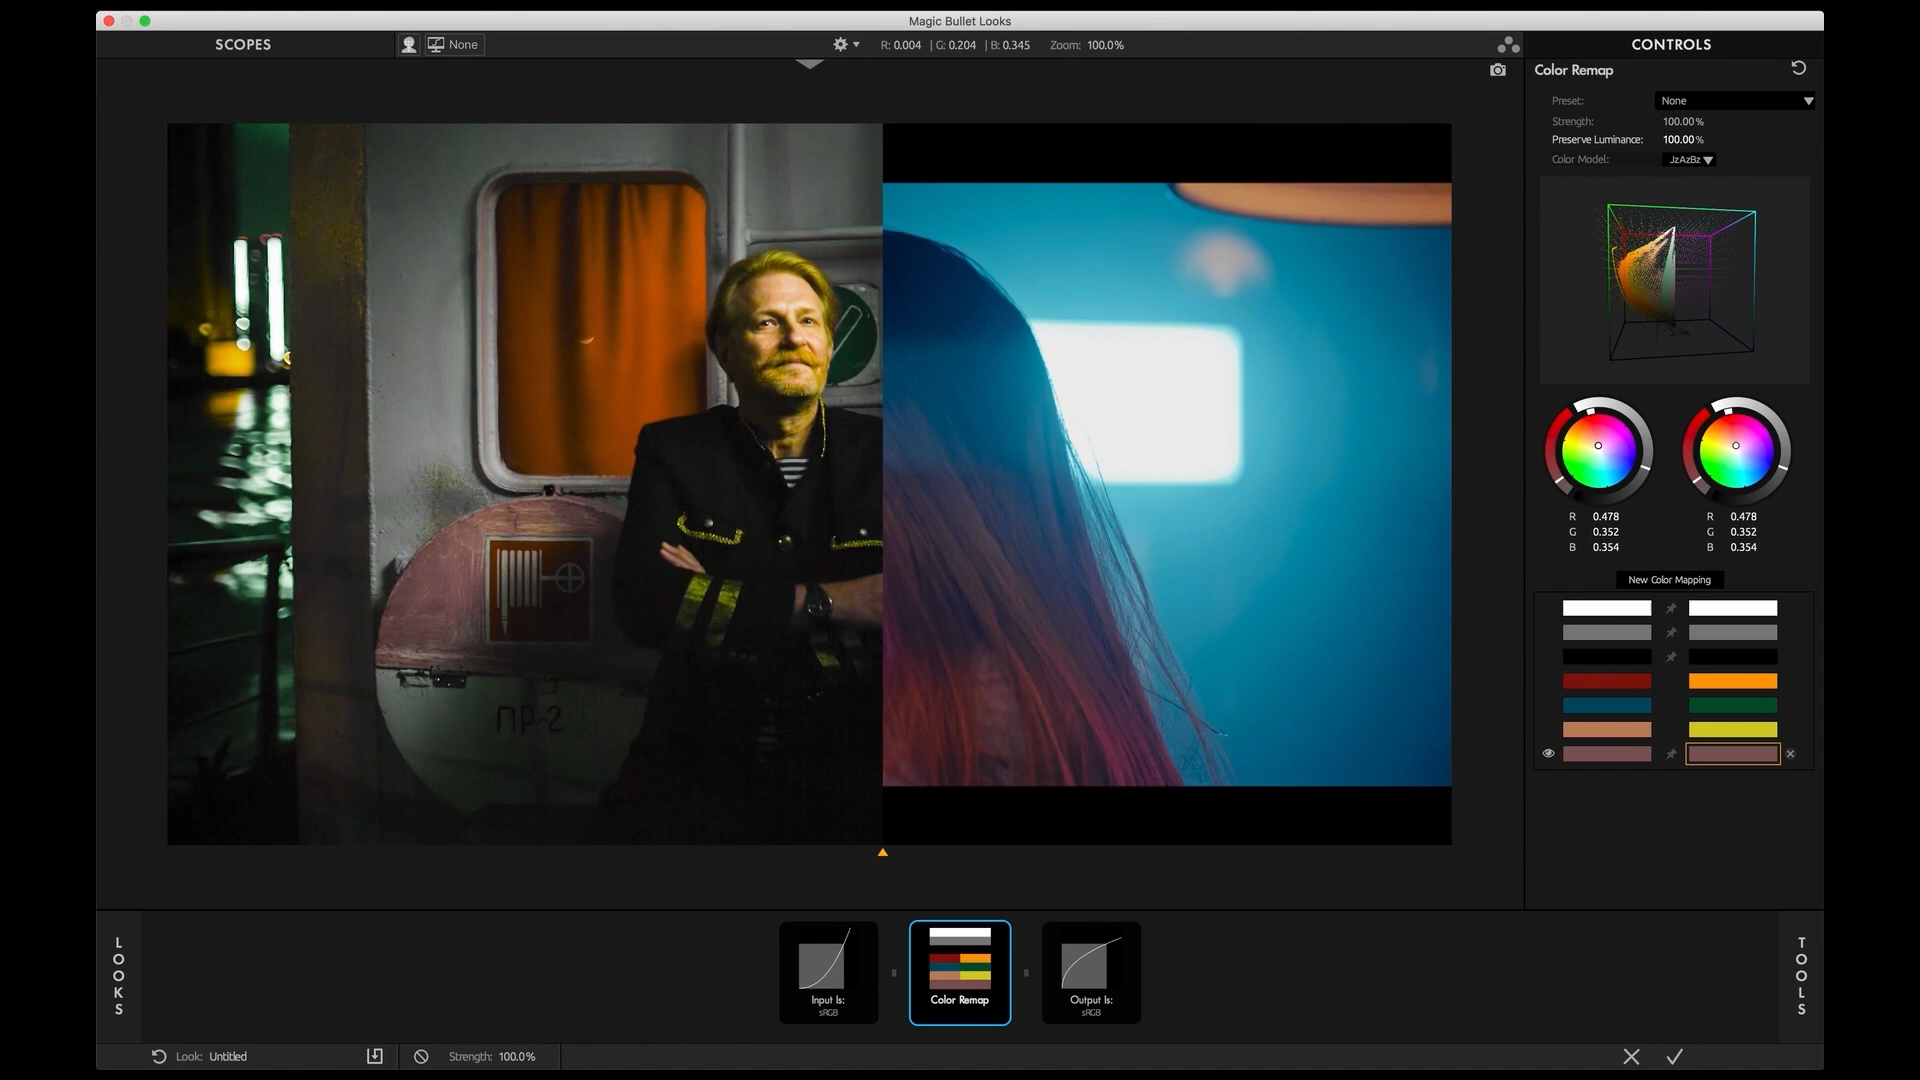 Magic Bullet Looks
SCOPES
None
R: 0.004 | G: 0.204 | B: 0.345 Zoom: 100.0%
CONTROLS
Color Remap
Preset: None
Strength: 100.00%
Preserve Luminance: 100.00%
Color Model: JzAzBz
R 0.478 R 0.478
G 0.352 G 0.352
B 0.354 B 0.354
New Color Mapping
ПР-2
LOOKS
Input Is:
sRGB
Color Remap
Output Is:
sRGB
TOOLS
Look: Untitled
Strength: 100.0%